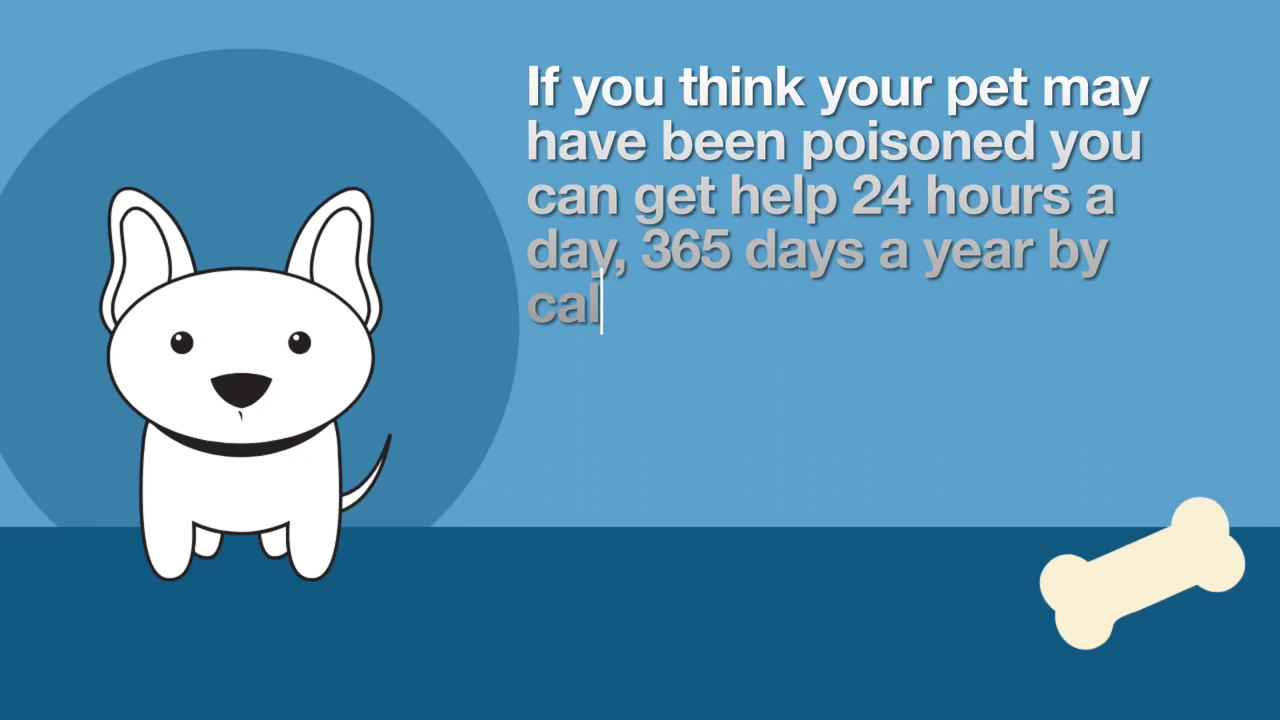 If you think your pet may
have been poisoned you
can get help 24 hours a
day, 365 days a year by
cal